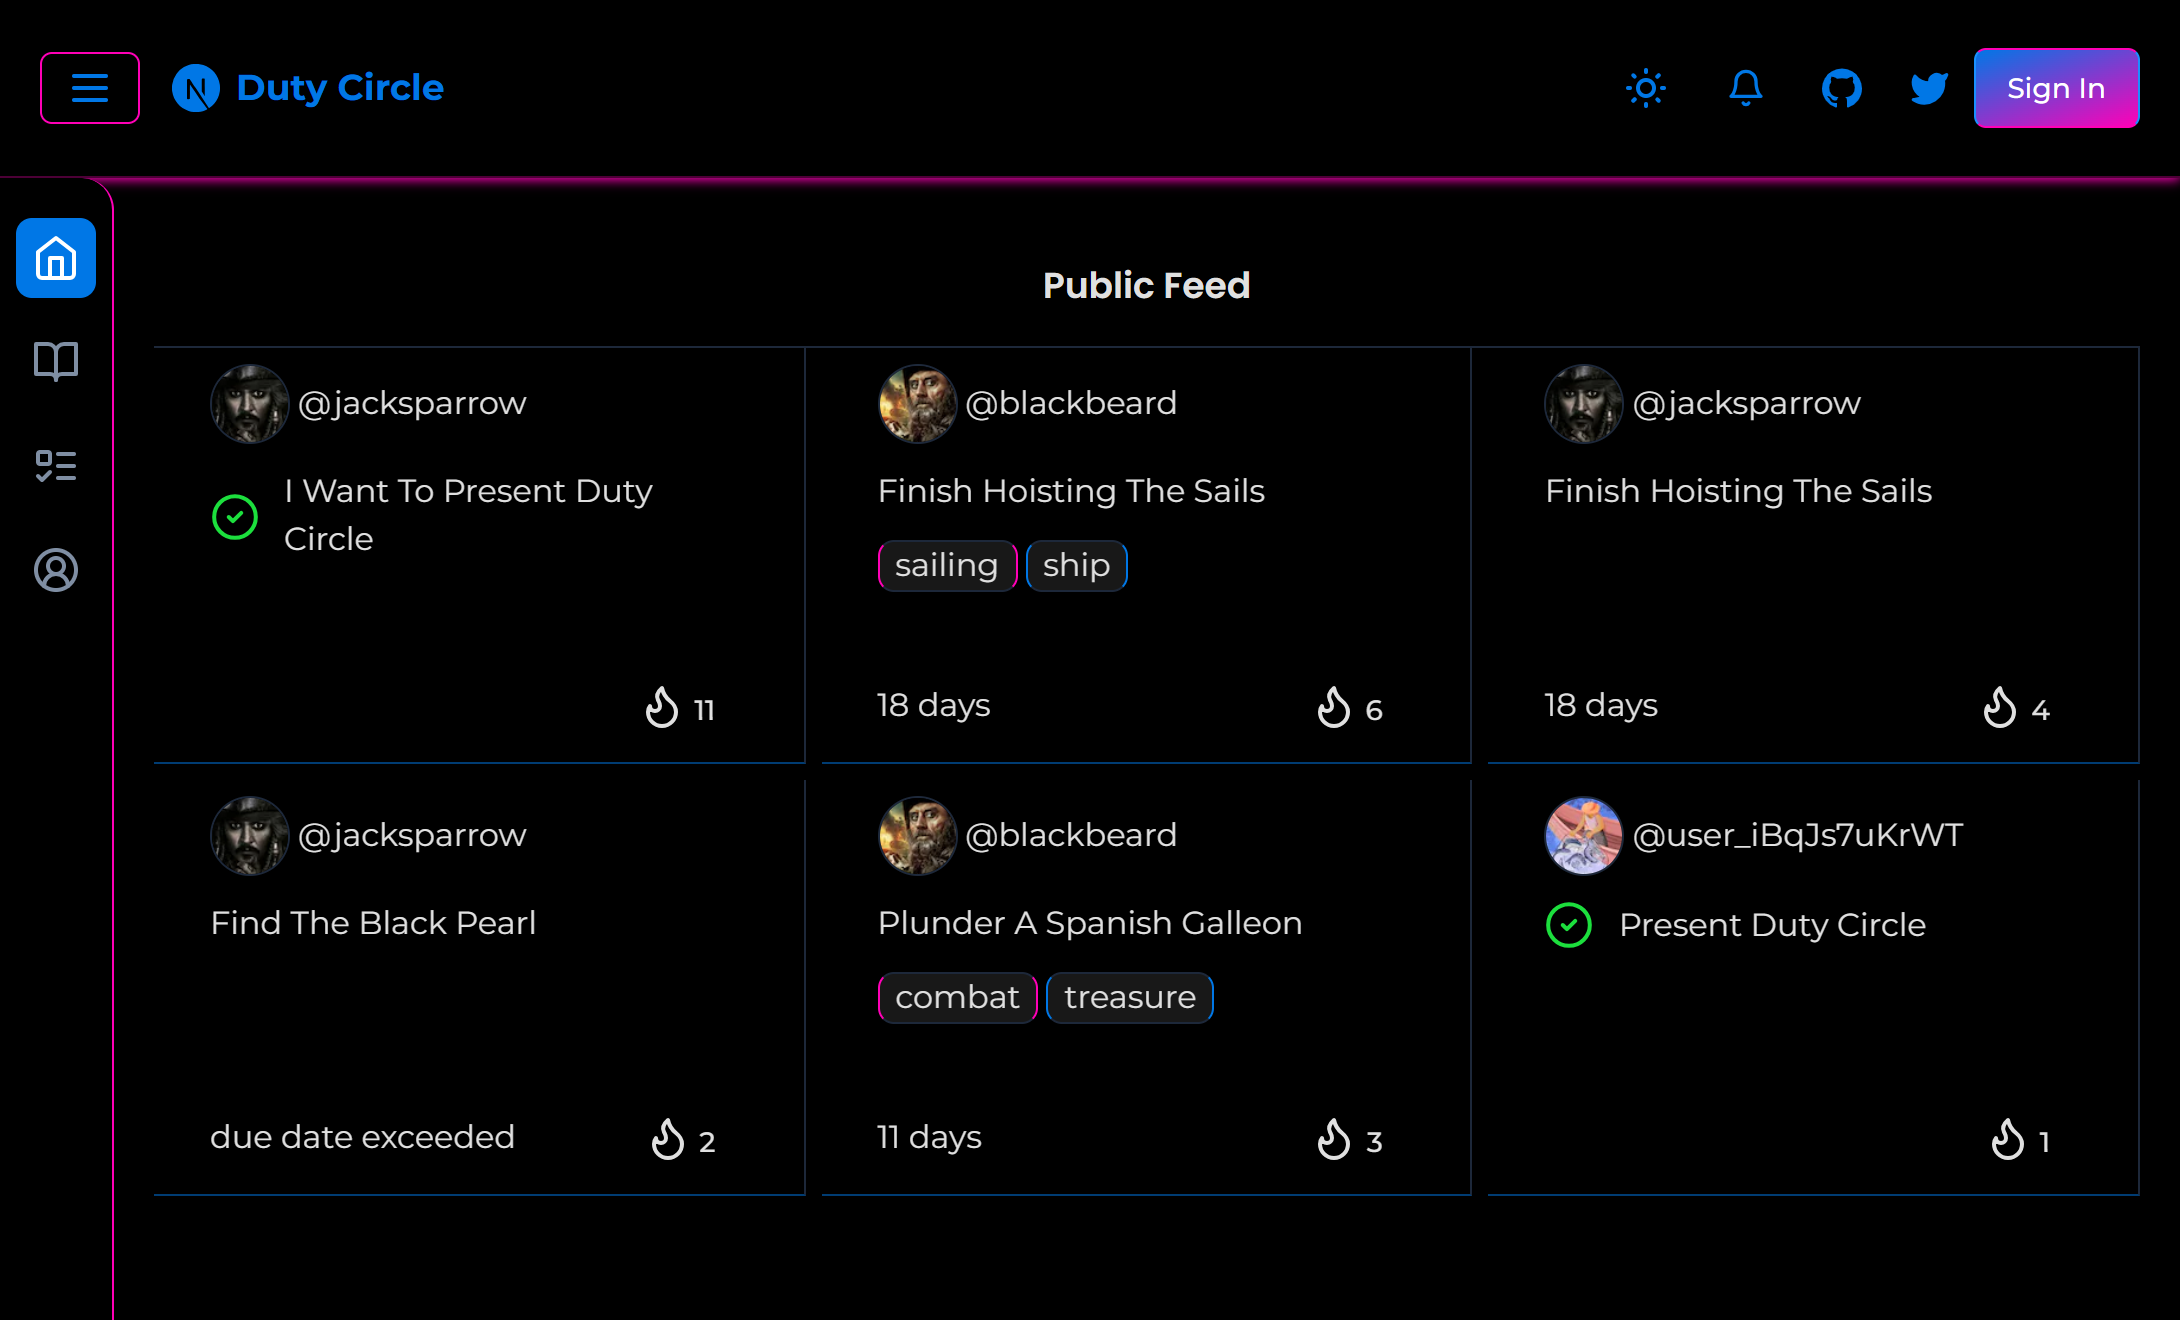 Duty Circle
Sign In
Public Feed
@jacksparrow
I Want To Present Duty
Circle
11
@blackbeard
Finish Hoisting The Sails
sailing ship
18 days 6
@jacksparrow
Finish Hoisting The Sails
18 days 4
@jacksparrow
Find The Black Pearl
due date exceeded 2
@blackbeard
Plunder A Spanish Galleon
combat treasure
11 days 3
@user_iBqJs7uKrWT
Present Duty Circle
1